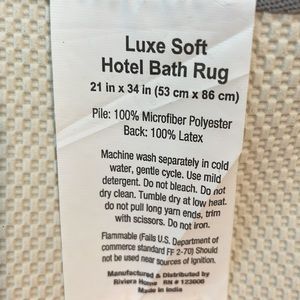 Luxe Soft
Hotel Bath Rug
21 in x 34 in (53 cm x 86 cm)
Pile: 100% Microfiber Polyester
Back: 100% Latex
Machine wash separately in cold
water, gentle cycle. Use mild
detergent. Do not bleach. Do not
dry clean. Tumble dry at low heat.
do not pull long yarn ends, trim
with scissors. Do not iron.
Flammable (Fails U.S. Department of
commerce standard FF 2-70) Should
not be used near sources of ignition.
Manufactured & Distributed by
Riviera Home RN # 123006
Made in India